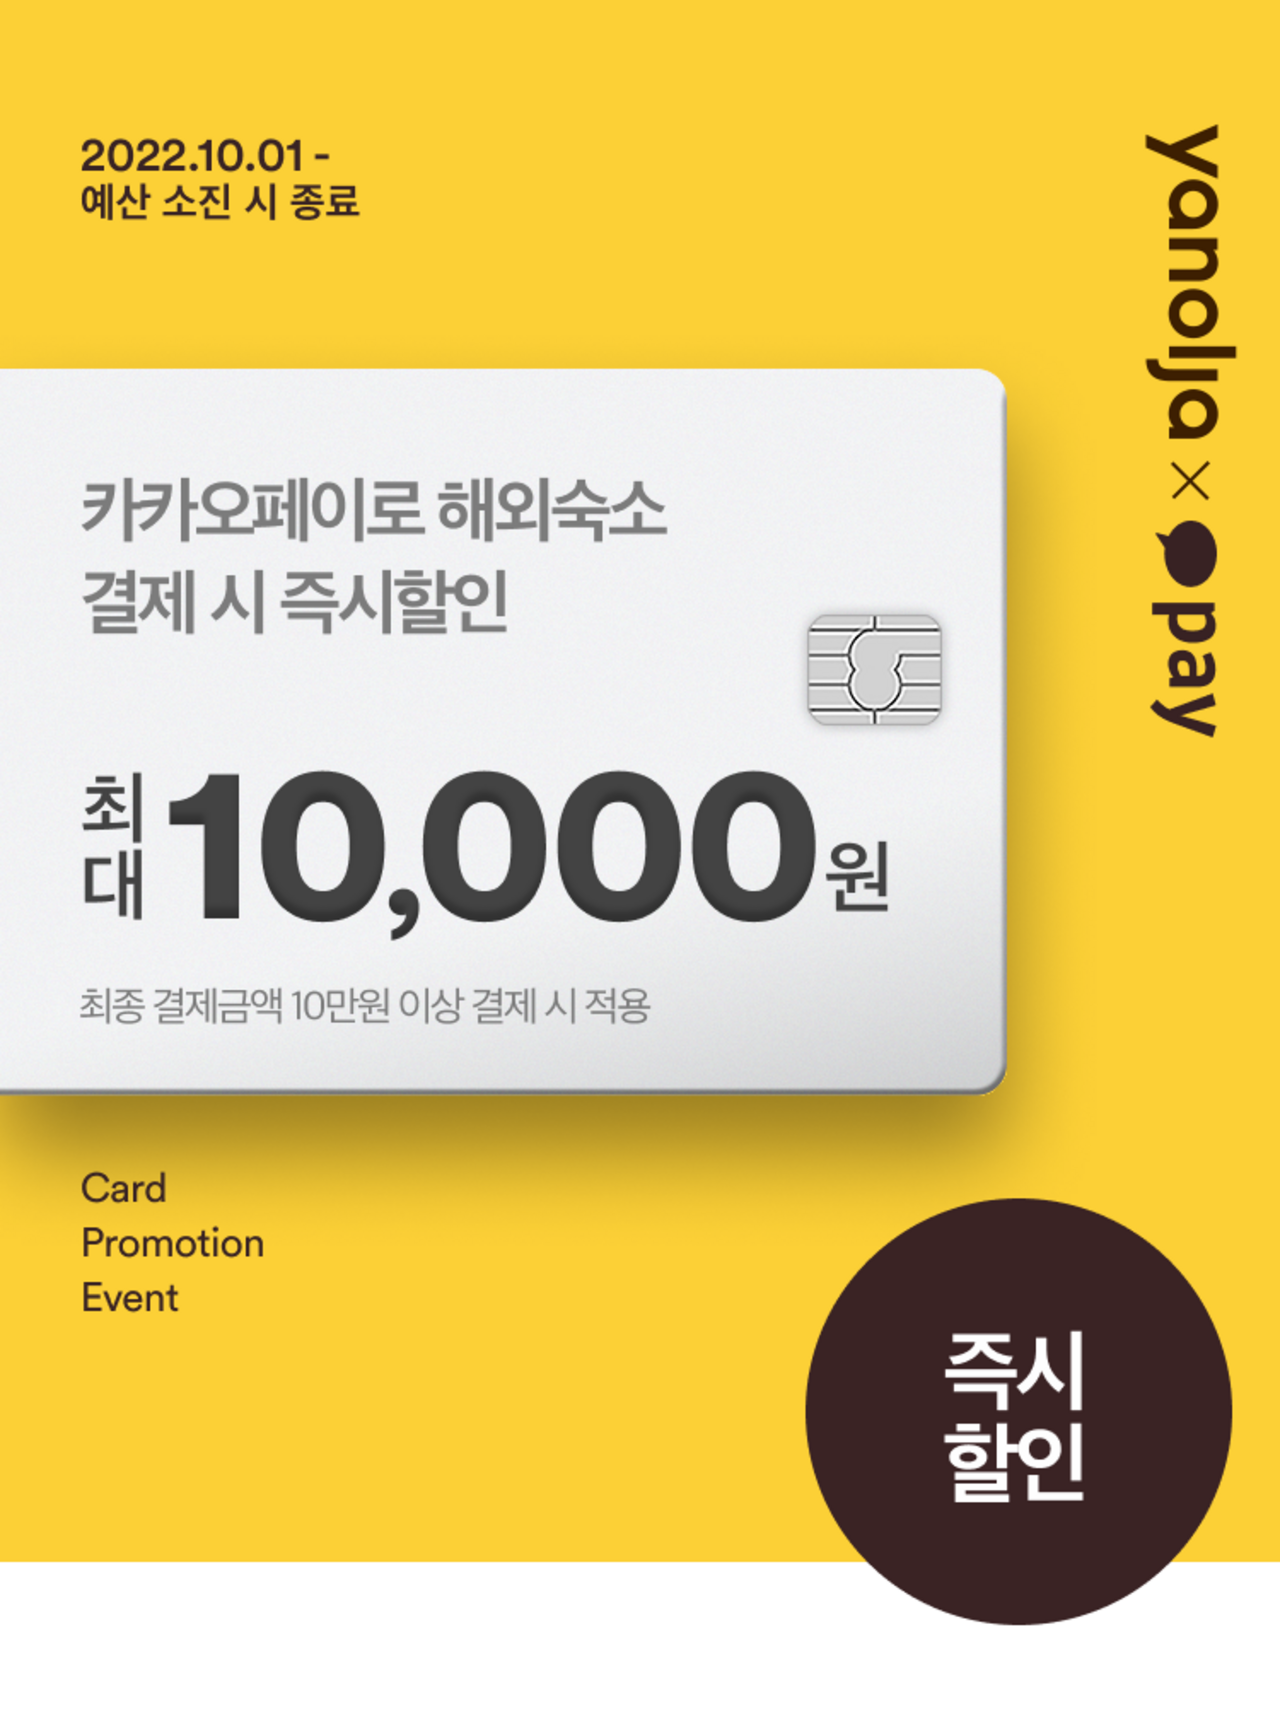 2022.10.01 -
예산 소진 시 종료
yanolja × pay
카카오페이로 해외숙소
결제 시 즉시할인
최대 10,000원
최종 결제금액 10만원 이상 결제 시 적용
Card
Promotion
Event
즉시
할인